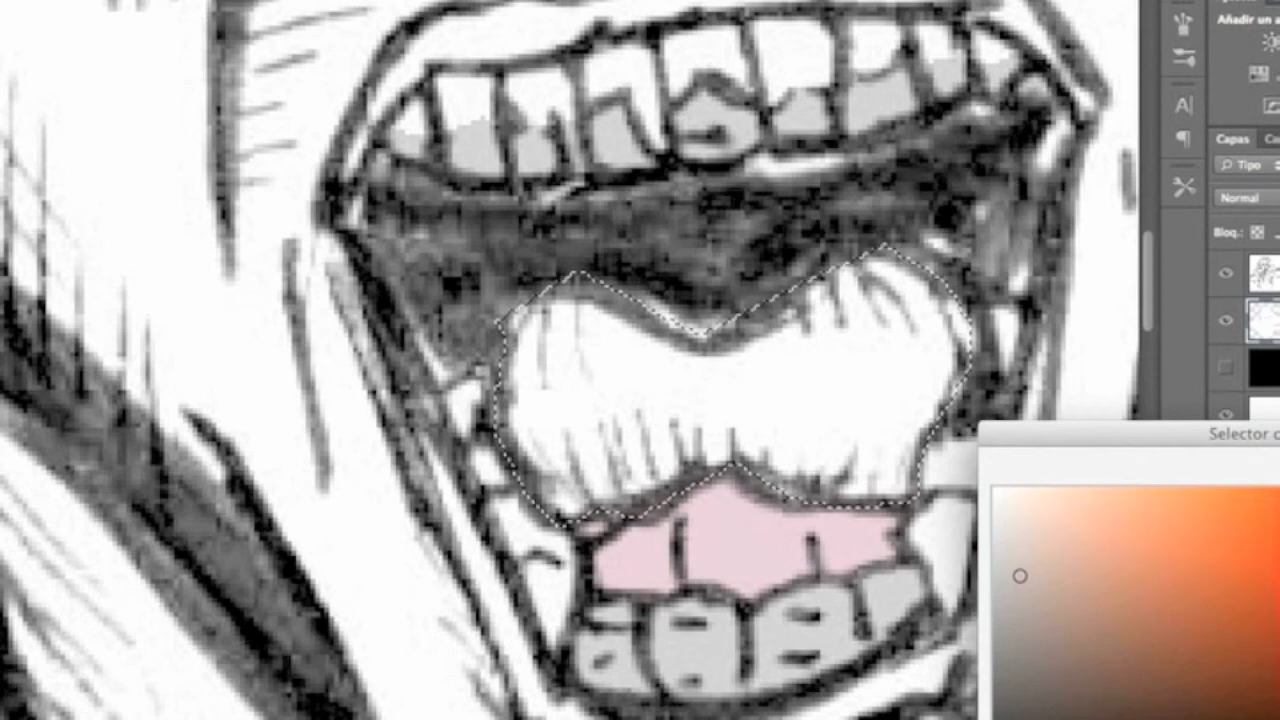 Añadir un a
A|
Capas
Tipo
Normal
Bloq.:
Selector